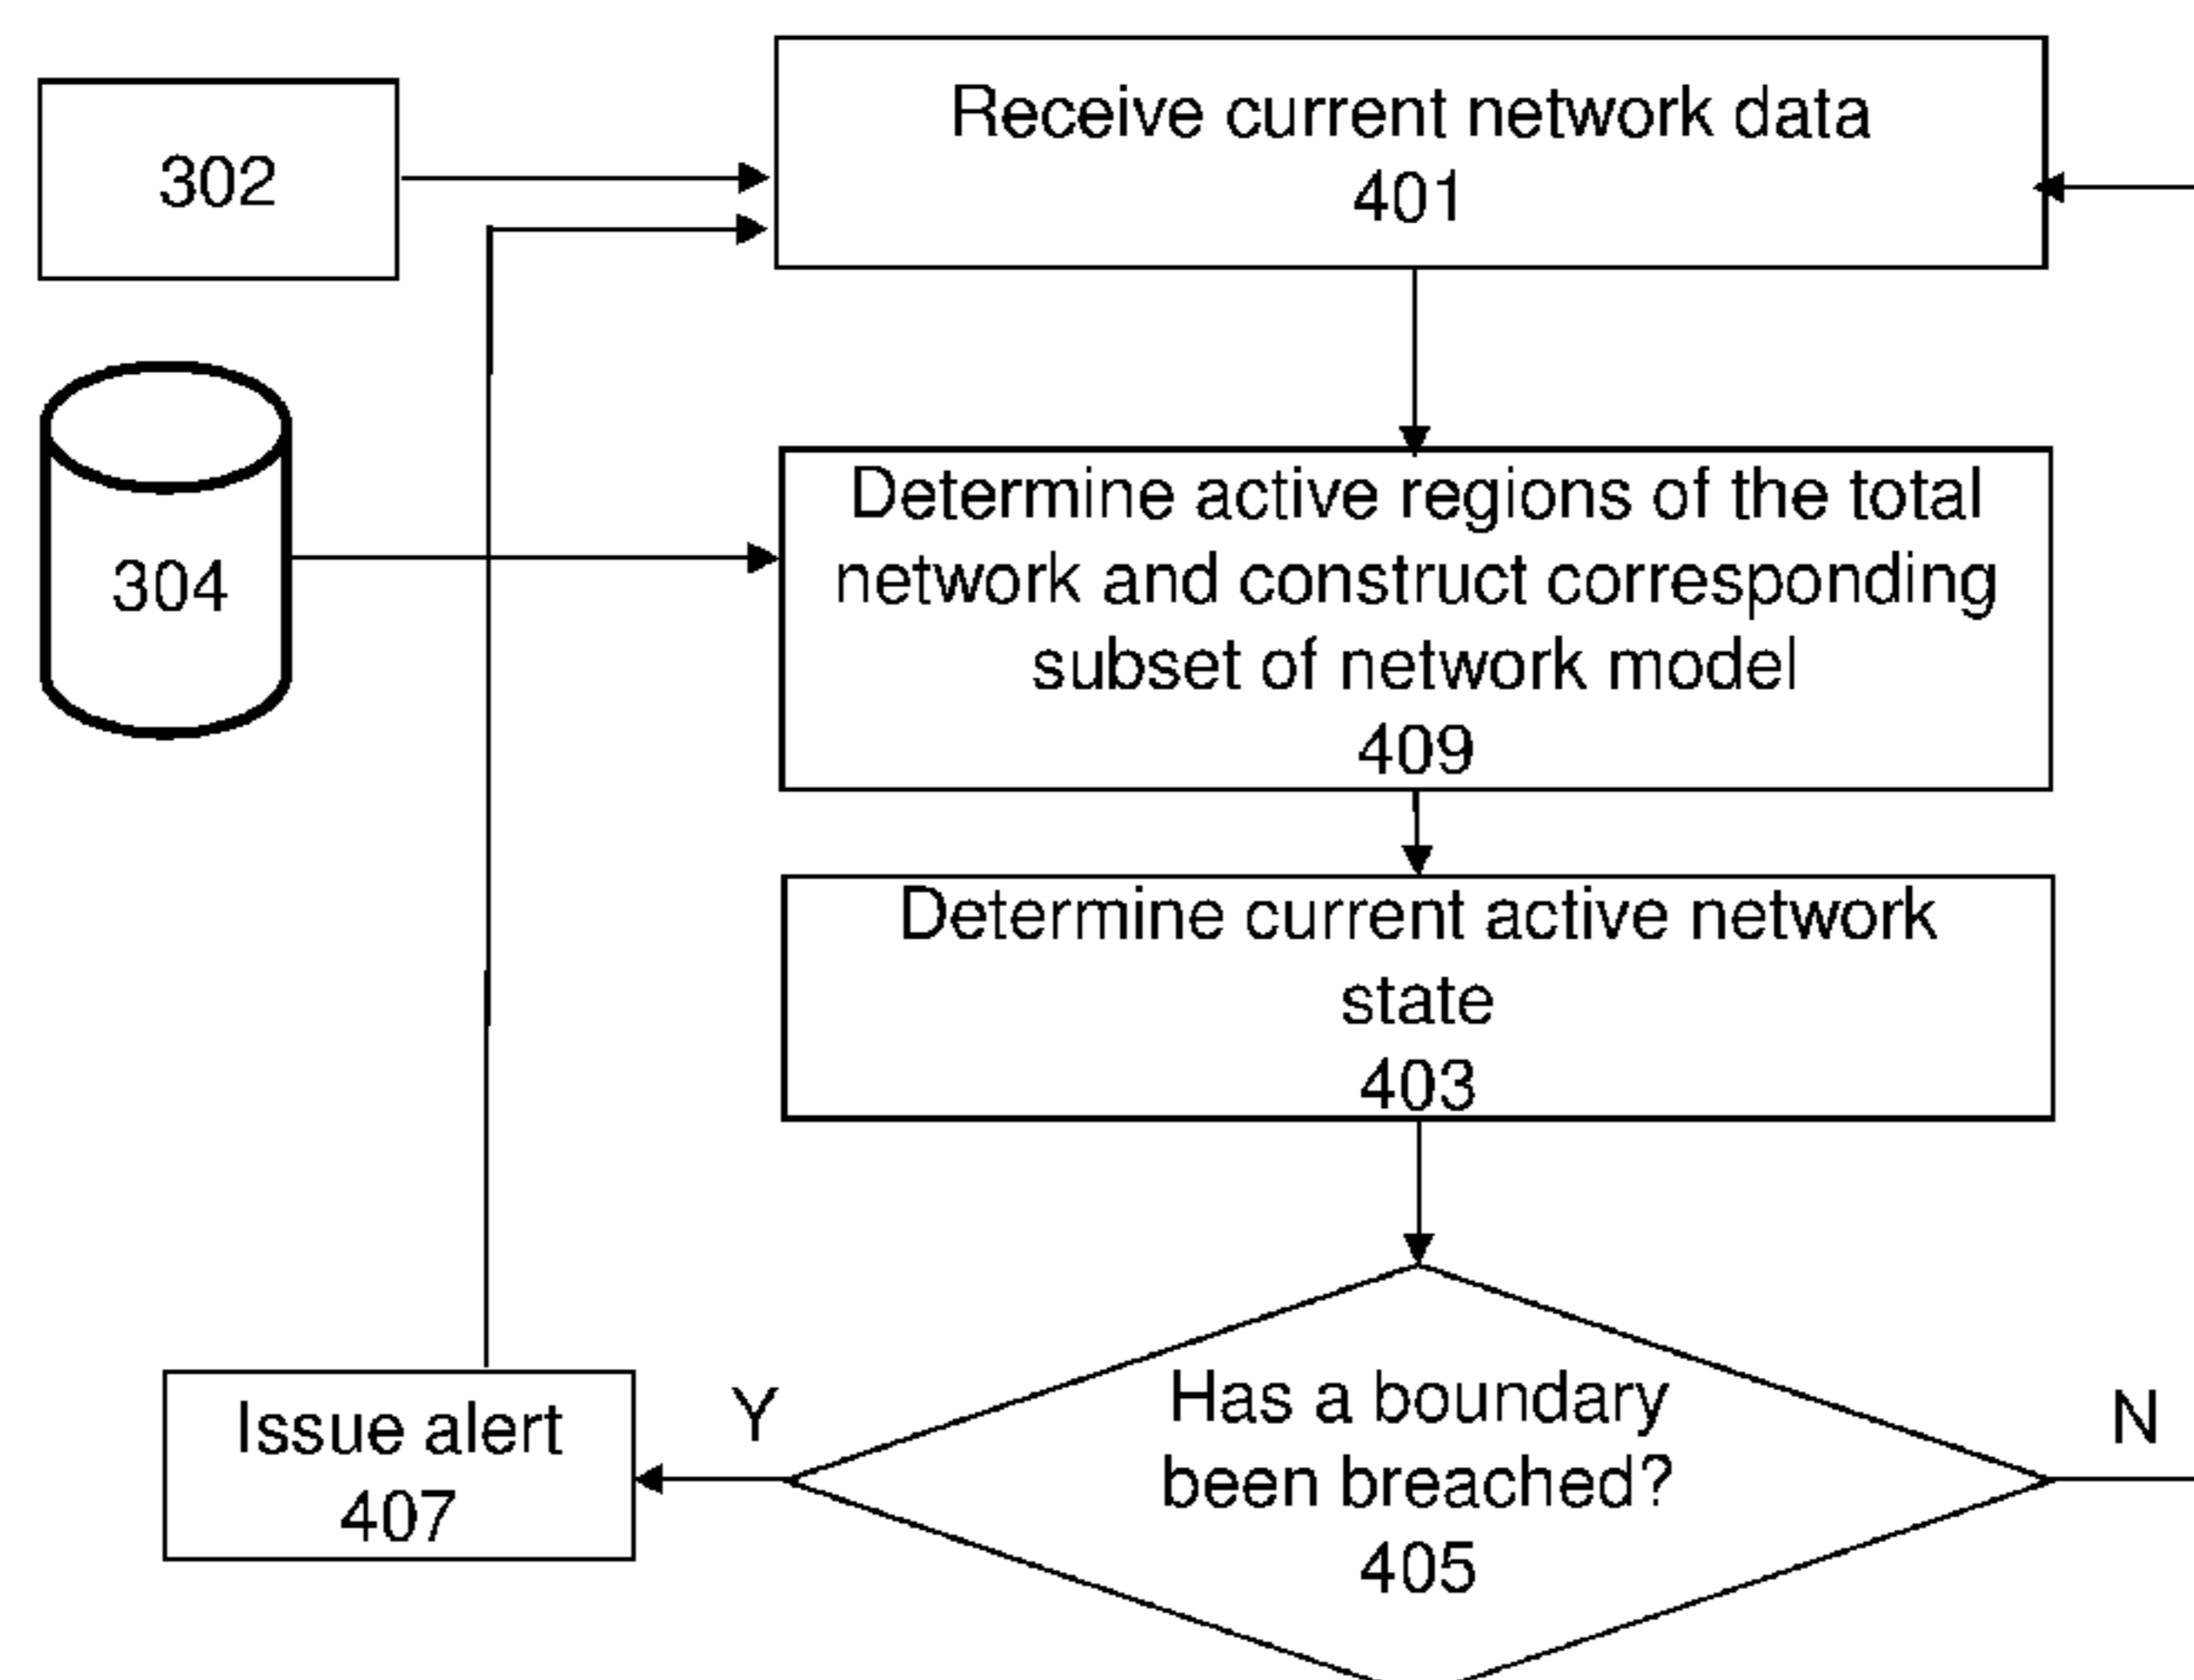 302
Receive current network data
401
304
Determine active regions of the total
network and construct corresponding
subset of network model
409
Determine current active network
state
403
Issue alert
407
Y
Has a boundary
been breached?
405
N